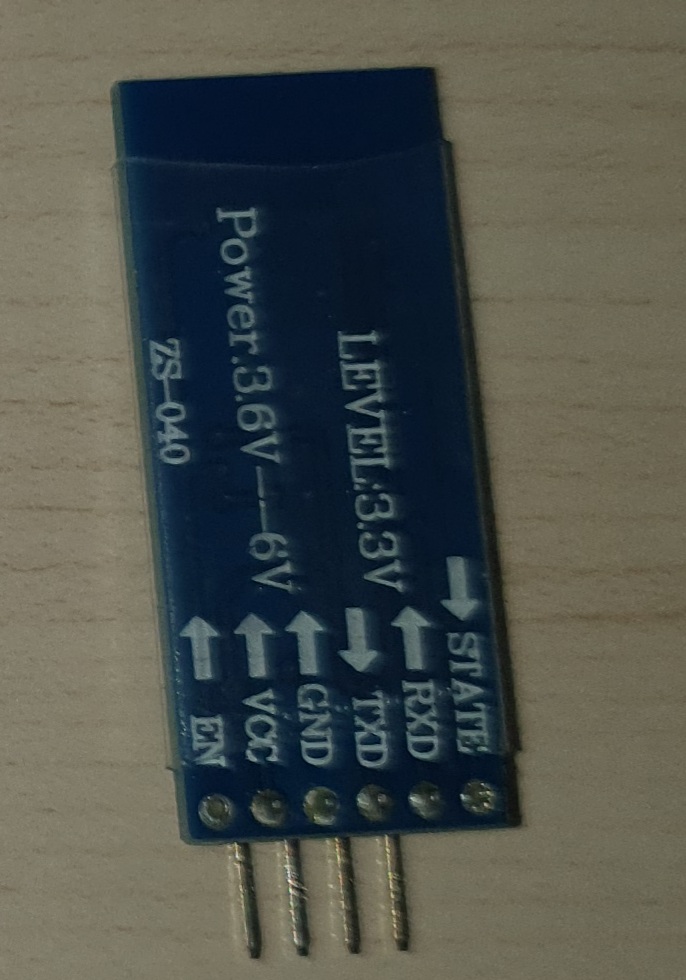 LEVEL:3.3V
Power:3.6V--6V
ZS-040
STATE
RXD
TXD
GND
VCC
EN